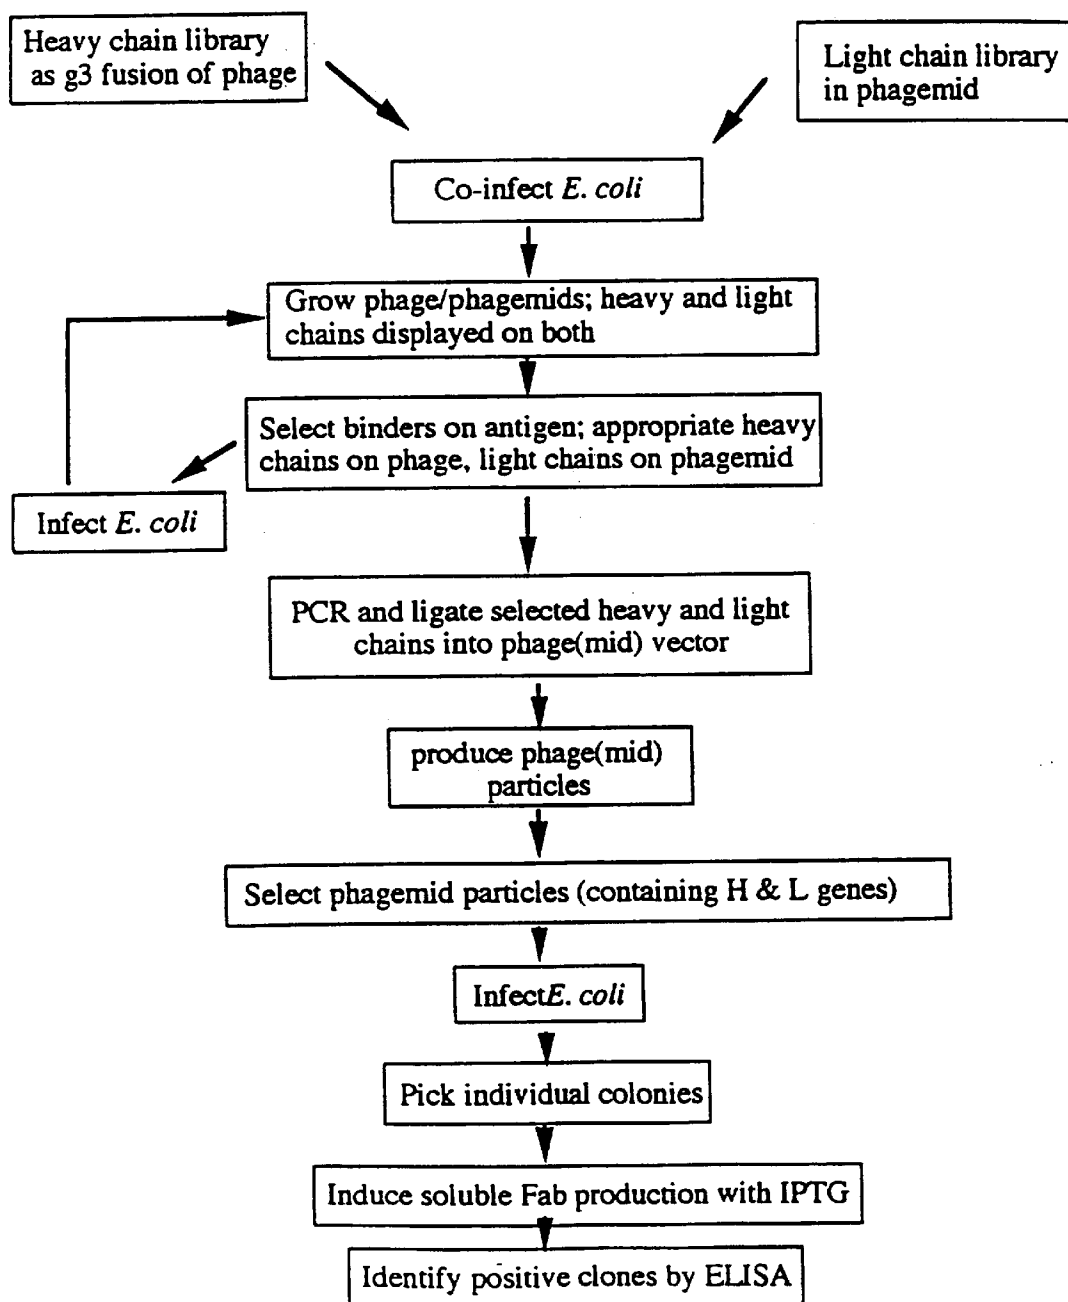 Heavy chain library
as g3 fusion of phage
Light chain library
in phagemid
Co-infect E. coli
Grow phage/phagemids; heavy and light
chains displayed on both
Select binders on antigen; appropriate heavy
chains on phage, light chains on phagemid
Infect E. coli
PCR and ligate selected heavy and light
chains into phage(mid) vector
produce phage(mid)
particles
Select phagemid particles (containing H & L genes)
InfectE. coli
Pick individual colonies
Induce soluble Fab production with IPTG
Identify positive clones by ELISA